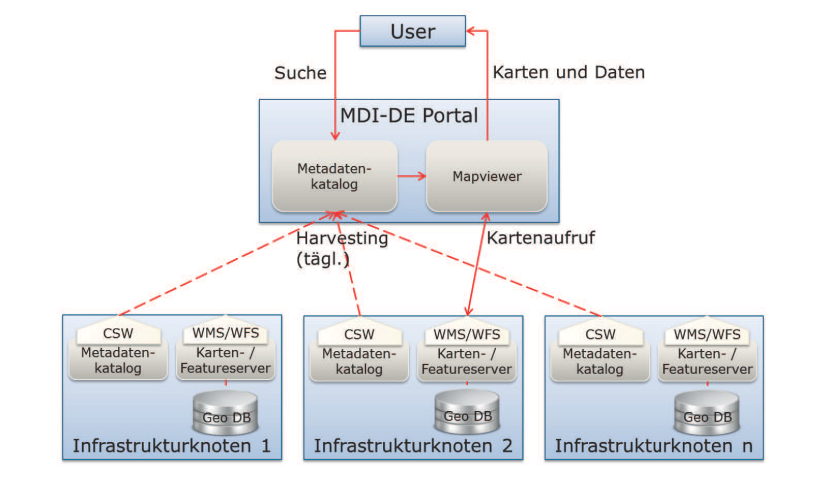 User
Suche
Karten und Daten
MDI-DE Portal
Metadaten-
katalog
Mapviewer
Harvesting
(tägl.)
Kartenaufruf
CSW
Metadaten-
katalog
WMS/WFS
Karten- /
Featureserver
Geo DB
Infrastrukturknoten 1
CSW
Metadaten-
katalog
WMS/WFS
Karten- /
Featureserver
Geo DB
Infrastrukturknoten 2
CSW
Metadaten-
katalog
WMS/WFS
Karten- /
Featureserver
Geo DB
Infrastrukturknoten n